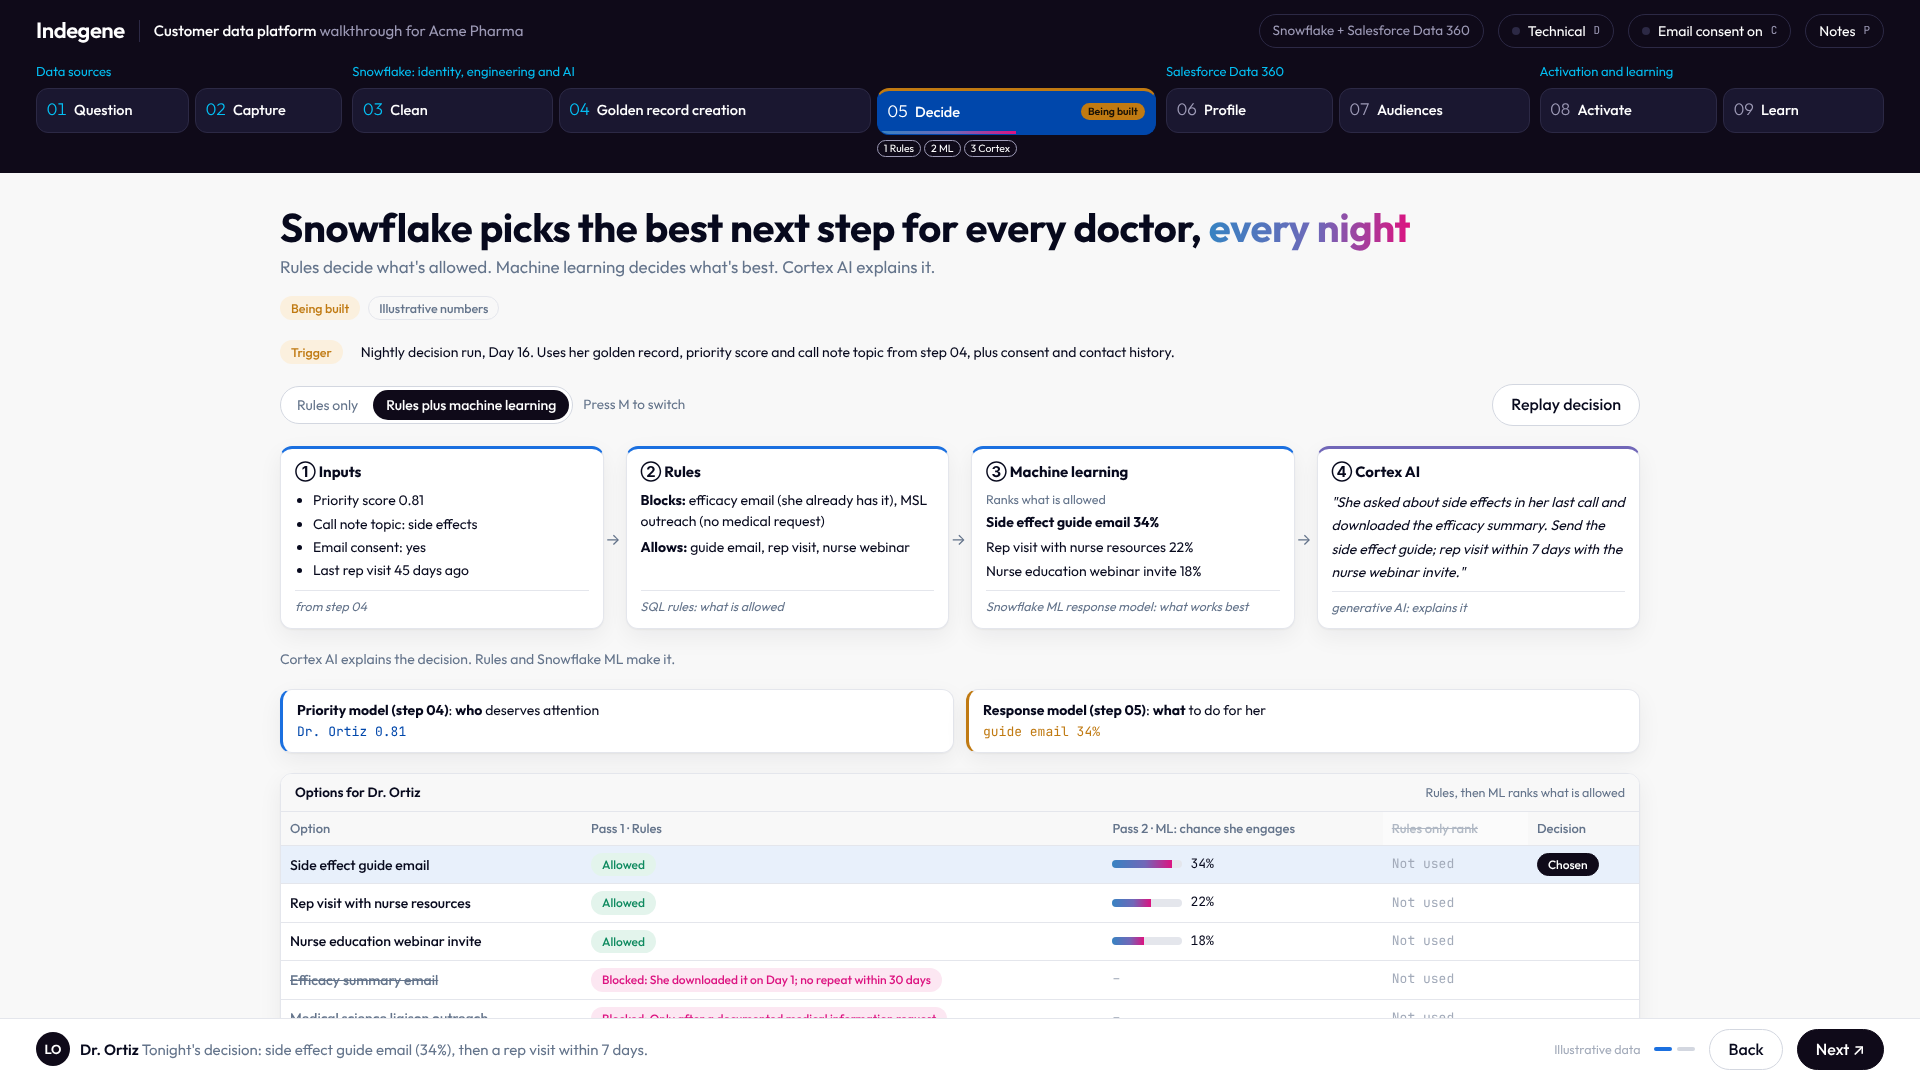 Indegene
Customer data platform walkthrough for Acme Pharma
Snowflake + Salesforce Data 360
Technical D
Email consent on C
Notes P
Data sources
Snowflake: identity, engineering and AI
Salesforce Data 360
Activation and learning
01 Question
02 Capture
03 Clean
04 Golden record creation
05 Decide
Being built
06 Profile
07 Audiences
08 Activate
09 Learn
1 Rules
2 ML
3 Cortex
Snowflake picks the best next step for every doctor, every night
Rules decide what's allowed. Machine learning decides what's best. Cortex AI explains it.
Being built
Illustrative numbers
Trigger
Nightly decision run, Day 16. Uses her golden record, priority score and call note topic from step 04, plus consent and contact history.
Rules only
Rules plus machine learning
Press M to switch
Replay decision
1 Inputs
• Priority score 0.81
• Call note topic: side effects
• Email consent: yes
• Last rep visit 45 days ago
from step 04
→
2 Rules
Blocks: efficacy email (she already has it), MSL
outreach (no medical request)
Allows: guide email, rep visit, nurse webinar
SQL rules: what is allowed
→
3 Machine learning
Ranks what is allowed
Side effect guide email 34%
Rep visit with nurse resources 22%
Nurse education webinar invite 18%
Snowflake ML response model: what works best
→
4 Cortex AI
"She asked about side effects in her last call and
downloaded the efficacy summary. Send the
side effect guide; rep visit within 7 days with the
nurse webinar invite."
generative AI: explains it
Cortex AI explains the decision. Rules and Snowflake ML make it.
Priority model (step 04): who deserves attention
Dr. Ortiz 0.81
Response model (step 05): what to do for her
guide email 34%
Options for Dr. Ortiz
Rules, then ML ranks what is allowed
Option
Pass 1 · Rules
Pass 2 · ML: chance she engages
Rules only rank
Decision
Side effect guide email
Allowed
34%
Not used
Chosen
Rep visit with nurse resources
Allowed
22%
Not used
Nurse education webinar invite
Allowed
18%
Not used
Efficacy summary email
Blocked: She downloaded it on Day 1; no repeat within 30 days
–
Not used
Medical science liaison outreach
Blocked: Only after a documented medical information request
–
Not used
LO
Dr. Ortiz Tonight's decision: side effect guide email (34%), then a rep visit within 7 days.
Illustrative data
Back
Next ↗